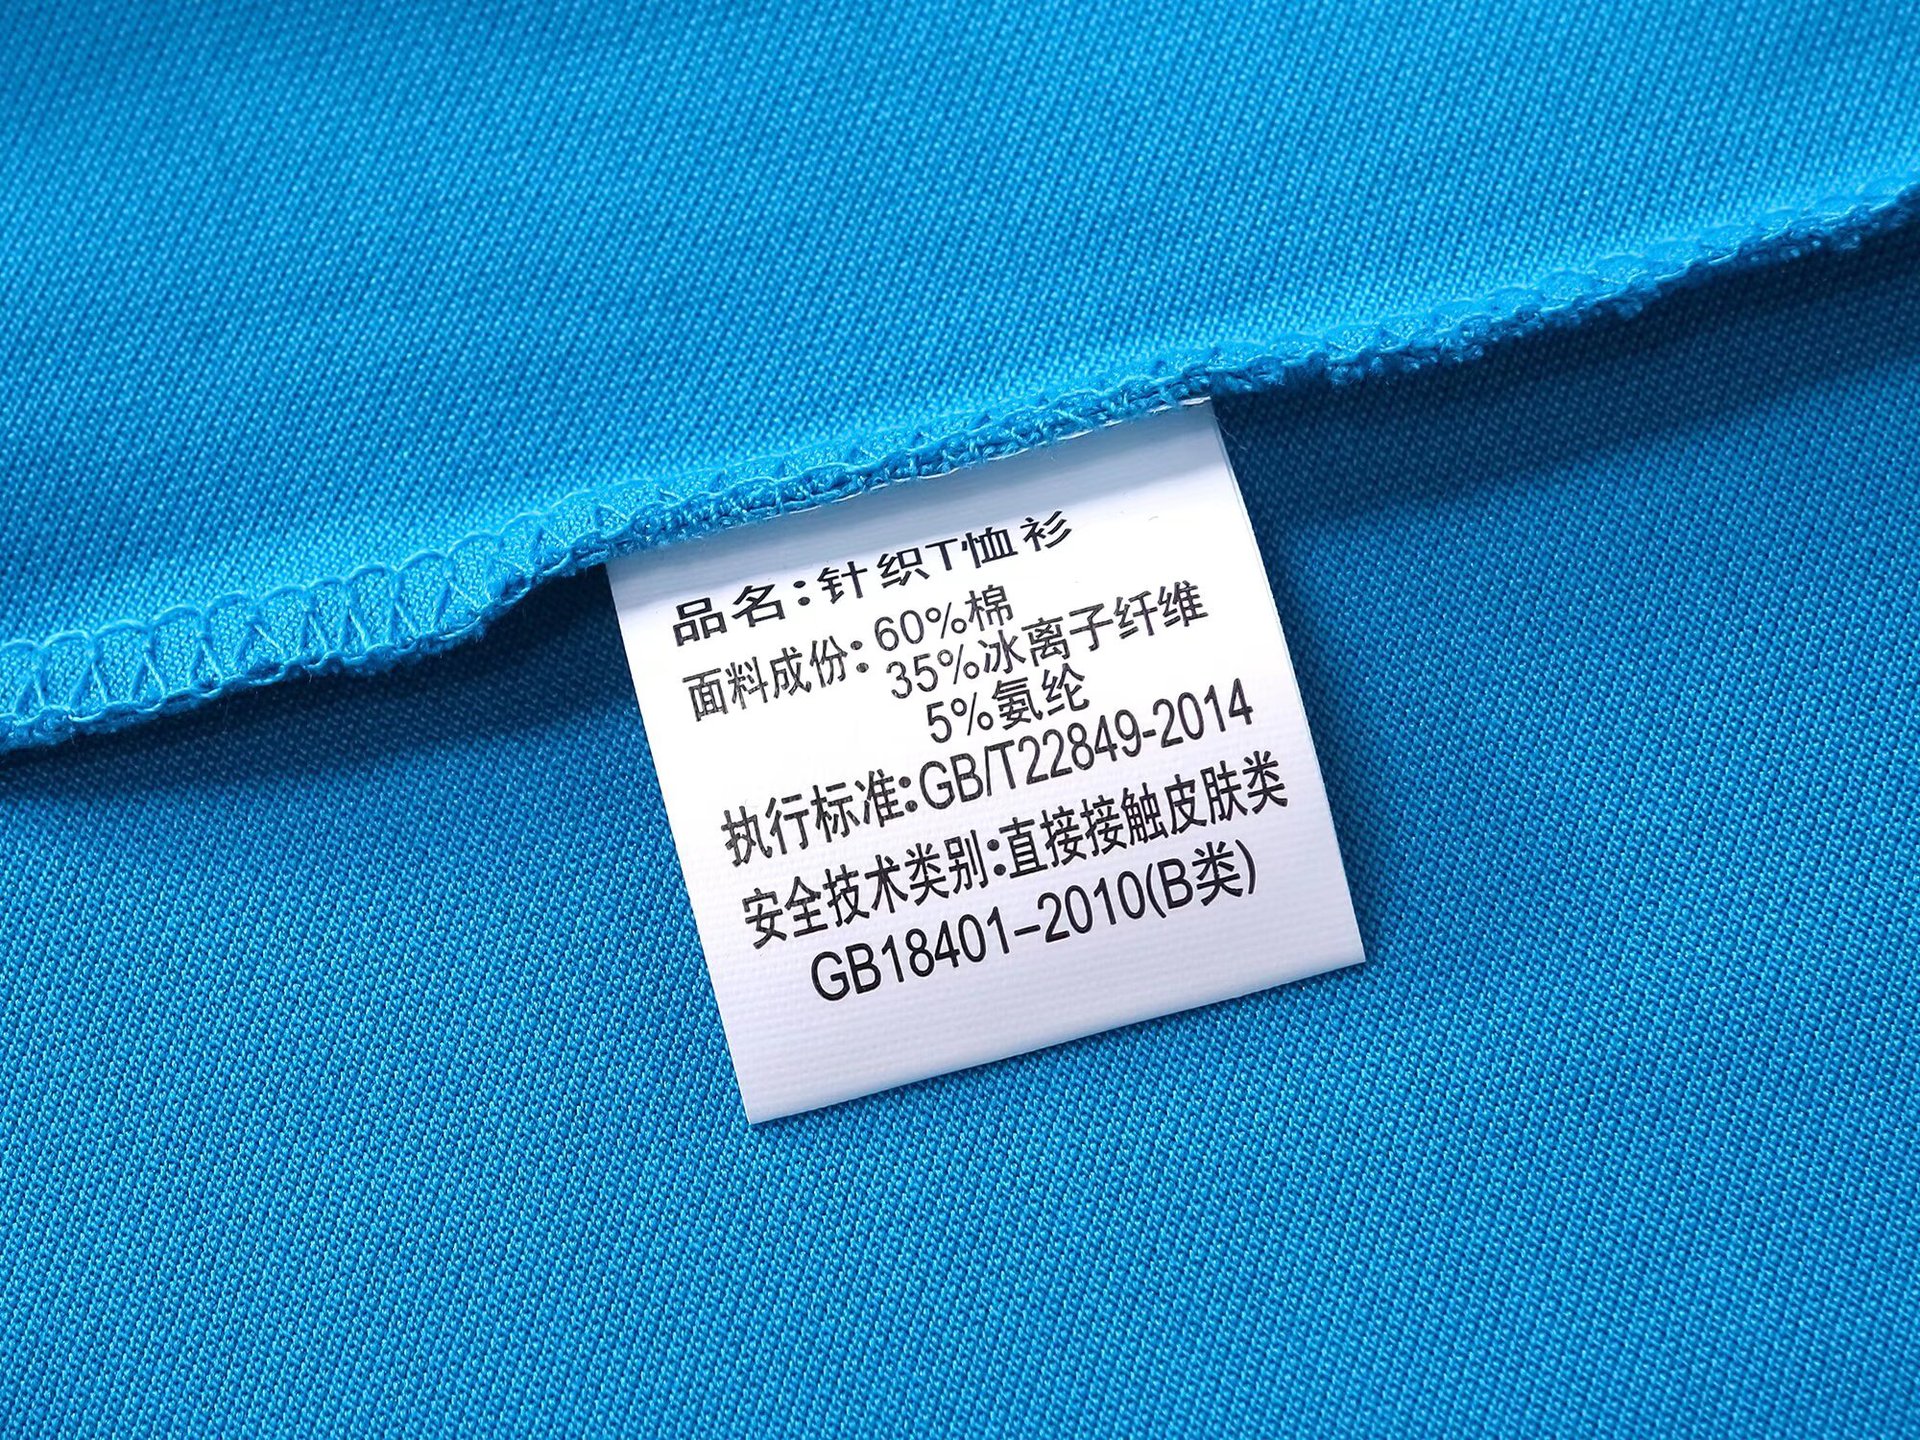 品名:针织T恤衫
面料成份:60%棉
35%冰离子纤维
5%氨纶
执行标准:GB/T22849-2014
安全技术类别:直接接触皮肤类
GB18401-2010(B类)